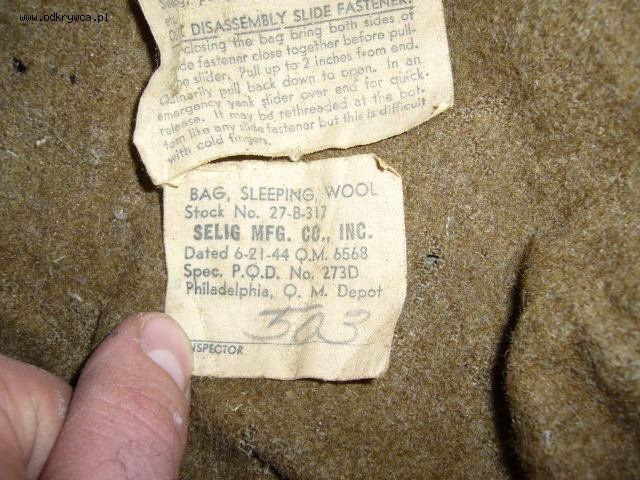 www.odkrywca.pl
DISASSEMBLY SLIDE FASTENER
closing the bag bring both sides of
fastener close together before pull-
slider. Pull up to 2 inches from end.
Ordinarily pull back down to open. In an
emergency yank slider over end for quick-
release. It may be rethreaded at the bot-
tom like any slide fastener but this is difficult
with cold fingers.
BAG, SLEEPING, WOOL
Stock No. 27-B-317
SELIG MFG. CO., INC.
Dated 6-21-44 Q.M. 6568
Spec. P.Q.D. No. 273D
Philadelphia, Q. M. Depot
503
INSPECTOR